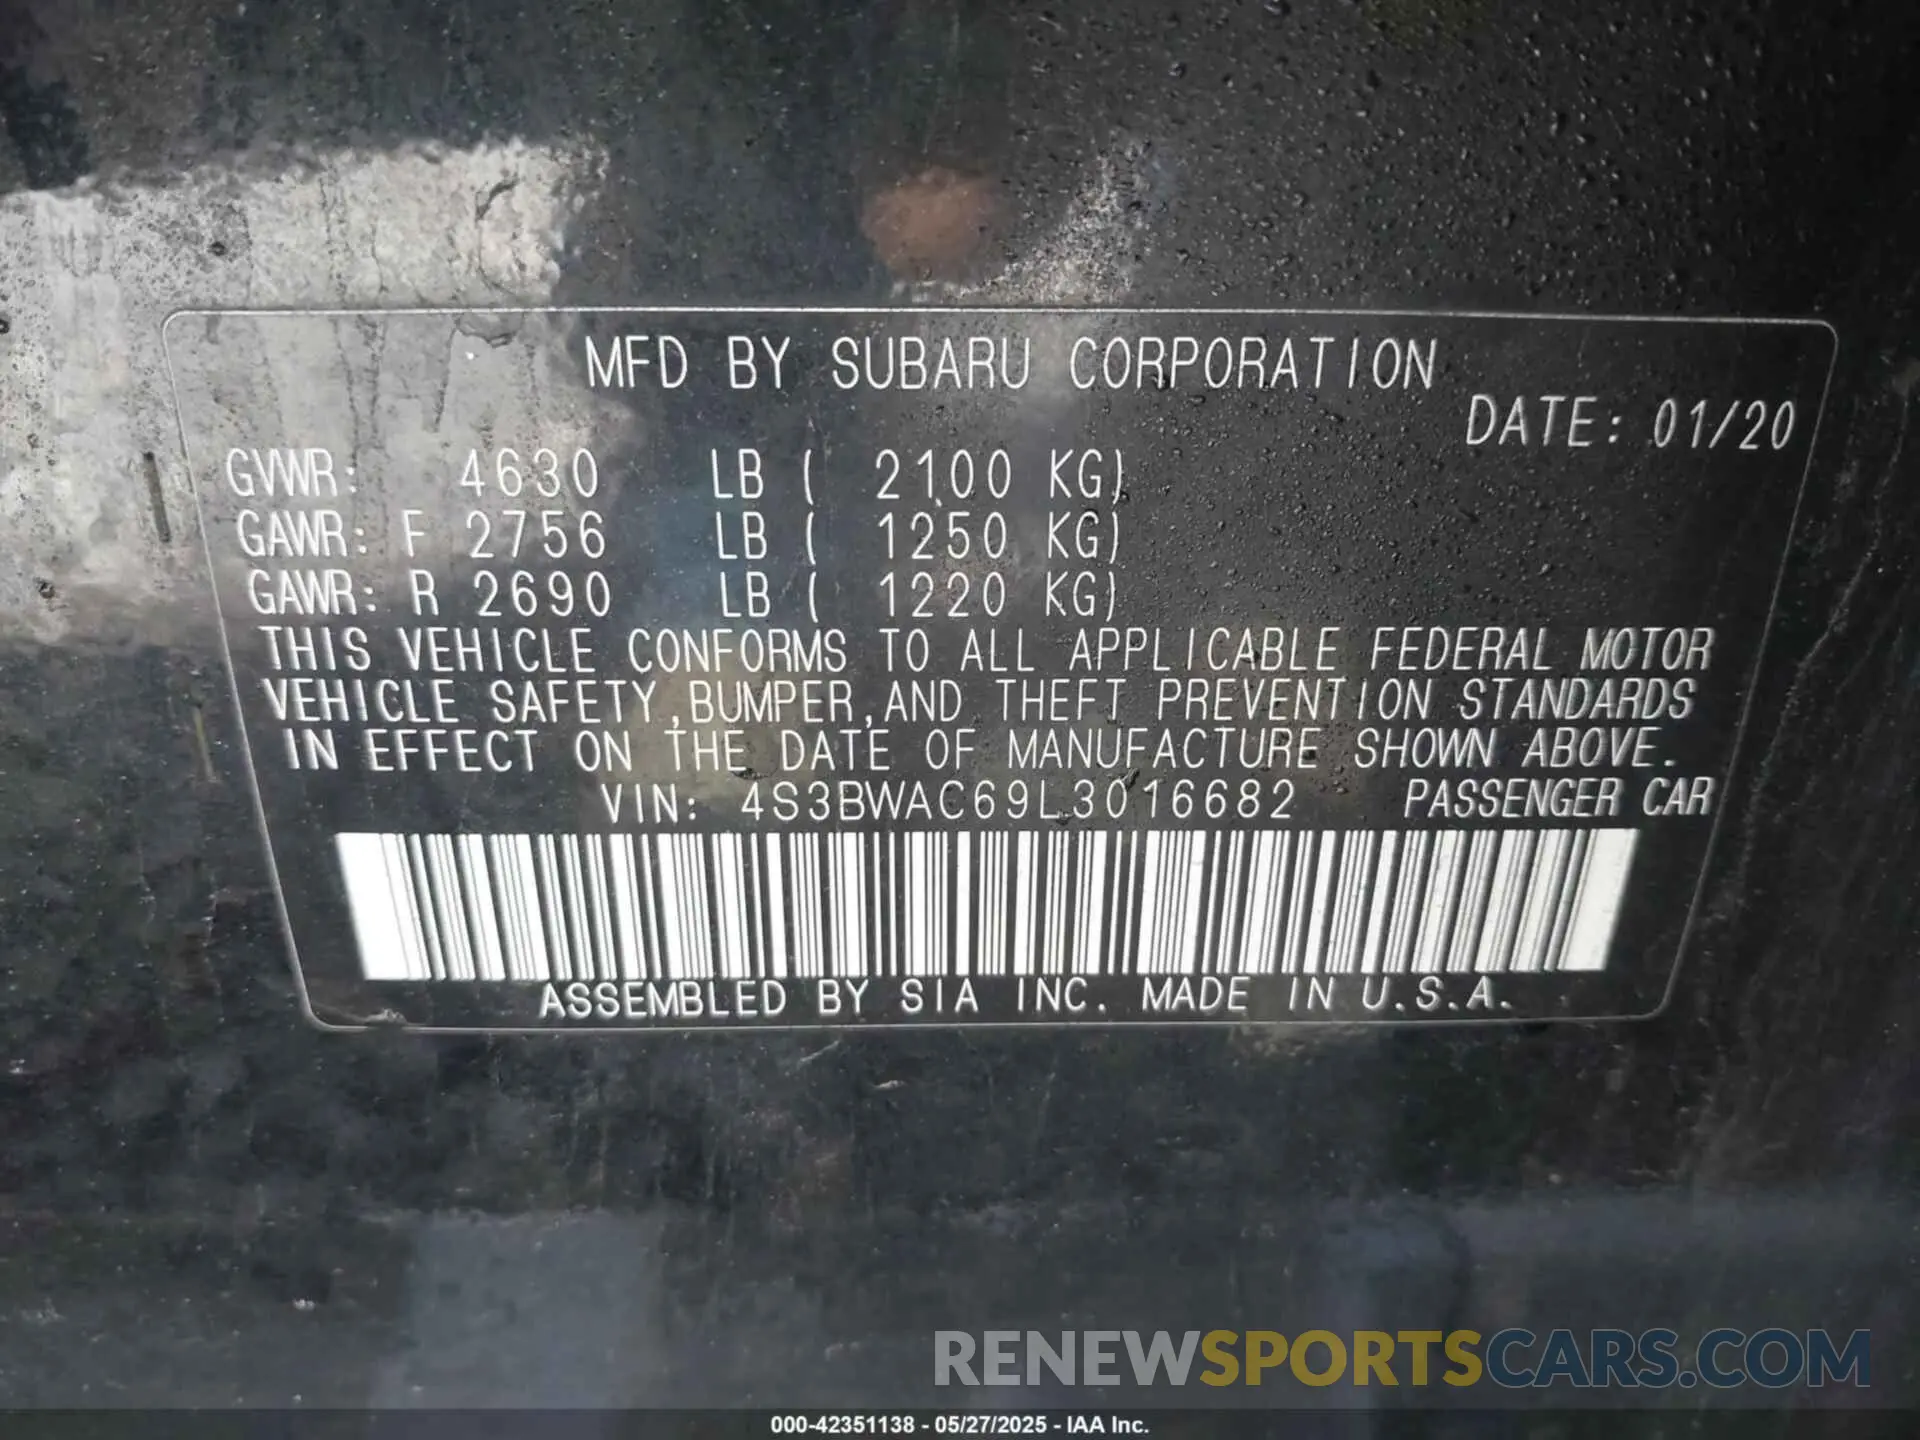 MFD BY SUBARU CORPORATION
DATE: 01/20
GVWR: 4630 LB ( 2100 KG)
GAWR: F 2756 LB ( 1250 KG)
GAWR: R 2690 LB ( 1220 KG)
THIS VEHICLE CONFORMS TO ALL APPLICABLE FEDERAL MOTOR
VEHICLE SAFETY,BUMPER,AND THEFT PREVENTION STANDARDS
IN EFFECT ON THE DATE OF MANUFACTURE SHOWN ABOVE.
VIN: 4S3BWAC69L3016682 PASSENGER CAR
ASSEMBLED BY SIA INC. MADE IN U.S.A.
RENEWSPORTSCARS.COM
000-42351138 - 05/27/2025 - IAA Inc.